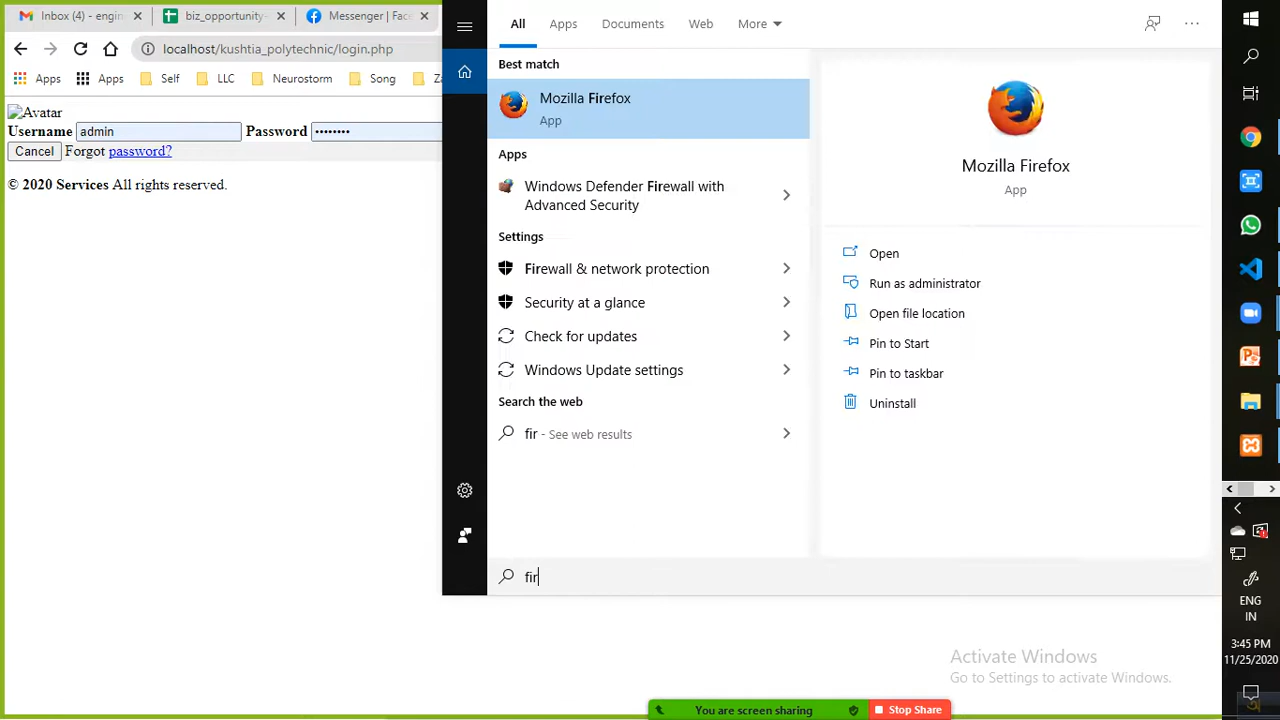 Inbox (4) - engin
biz_opportunity-
Messenger | Fac
localhost/kushtia_polytechnic/login.php
Apps
Apps
Self
LLC
Neurostorm
Song
Za
Avatar
Username admin Password ••••••••
Cancel Forgot password?
© 2020 Services All rights reserved.
All Apps Documents Web More
Best match
Mozilla Firefox
App
Apps
Windows Defender Firewall with
Advanced Security
Settings
Firewall & network protection
Security at a glance
Check for updates
Windows Update settings
Search the web
fir - See web results
fir
Mozilla Firefox
App
Open
Run as administrator
Open file location
Pin to Start
Pin to taskbar
Uninstall
Activate Windows
Go to Settings to activate Windows.
You are screen sharing
Stop Share
ENG
IN
3:45 PM
11/25/2020